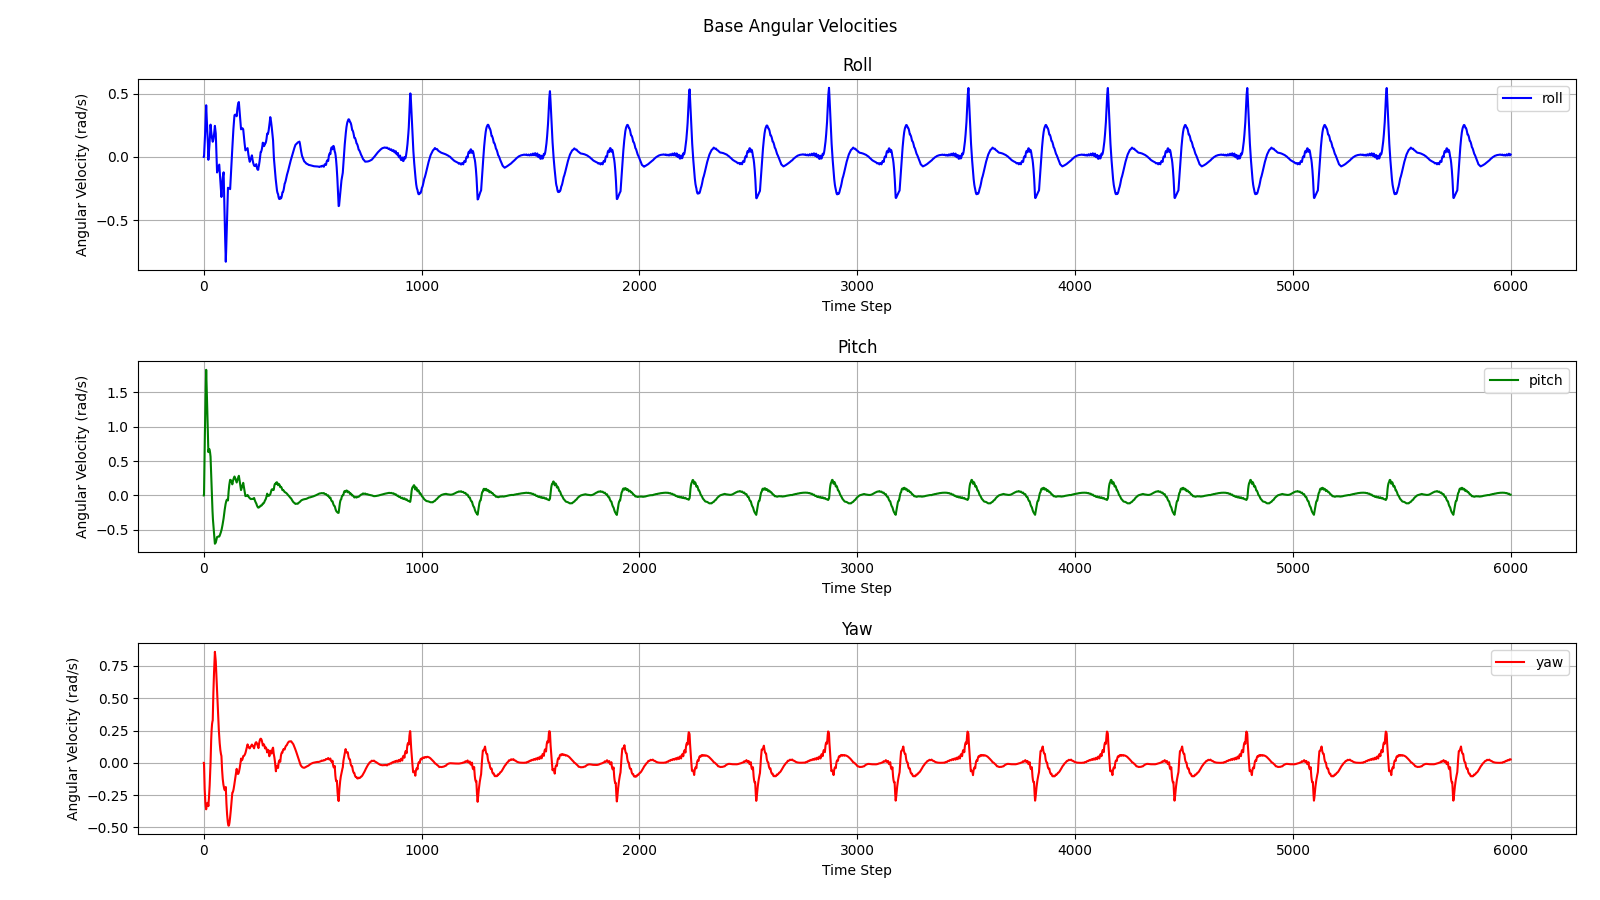 Base Angular Velocities
Roll
Angular Velocity (rad/s)
0.5
0.0
−0.5
roll
0 1000 2000 3000 4000 5000 6000
Time Step
Pitch
Angular Velocity (rad/s)
1.5
1.0
0.5
0.0
−0.5
pitch
0 1000 2000 3000 4000 5000 6000
Time Step
Yaw
Angular Velocity (rad/s)
0.75
0.50
0.25
0.00
−0.25
−0.50
yaw
0 1000 2000 3000 4000 5000 6000
Time Step